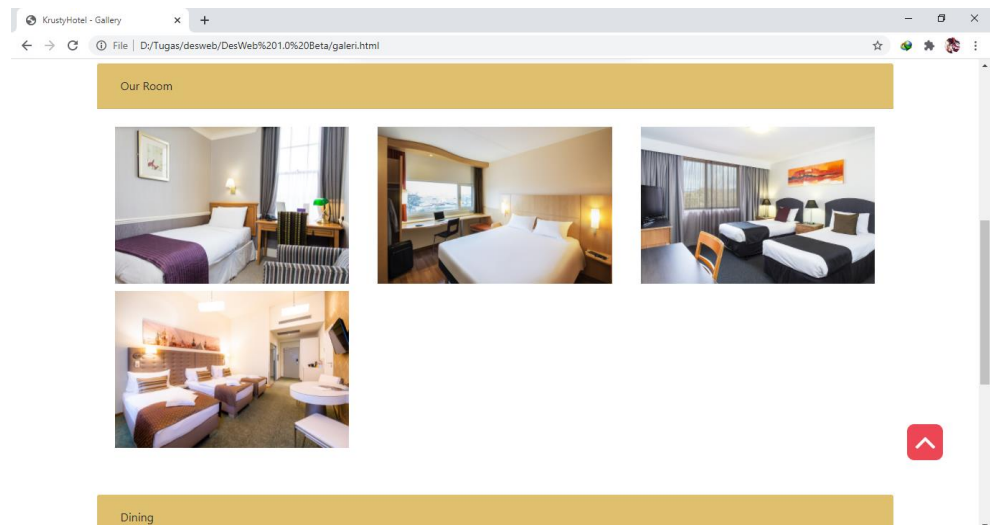 KrustyHotel - Gallery
File | D:/Tugas/desweb/DesWeb%201.0%20Beta/galeri.html
Our Room
Dining